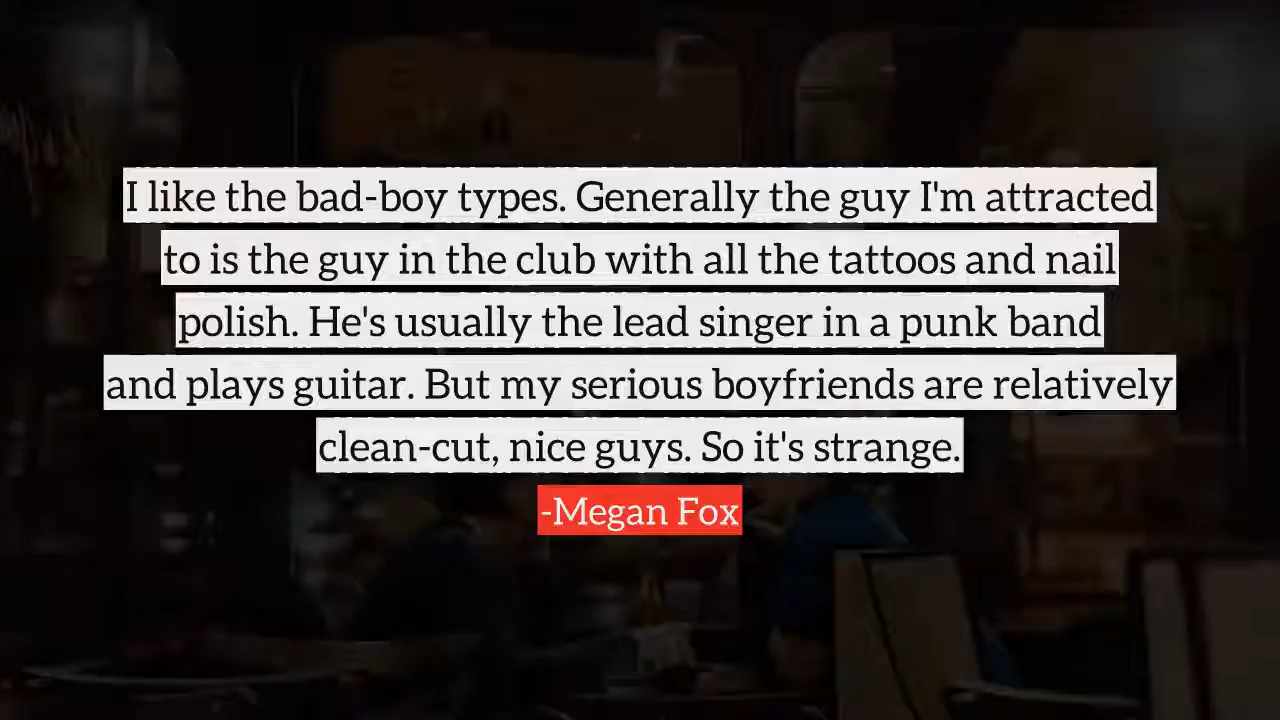 I like the bad-boy types. Generally the guy I'm attracted
to is the guy in the club with all the tattoos and nail
polish. He's usually the lead singer in a punk band
and plays guitar. But my serious boyfriends are relatively
clean-cut, nice guys. So it's strange.
-Megan Fox